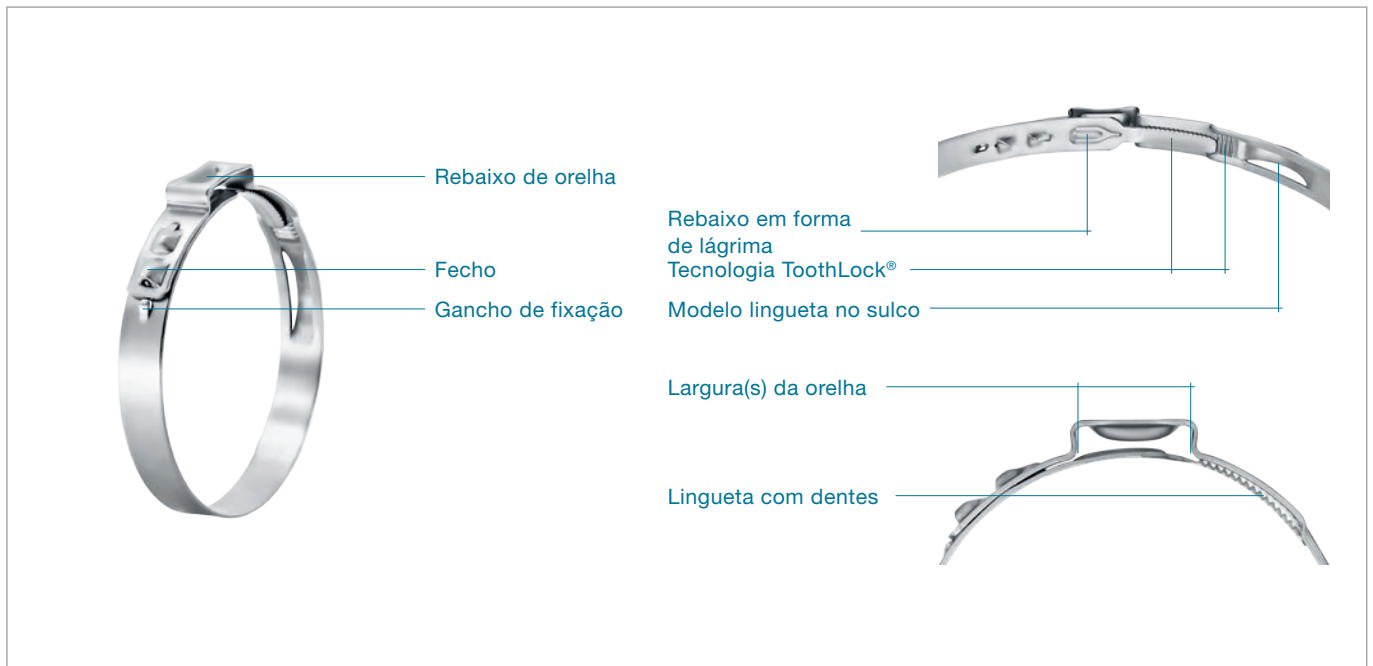 Rebaixo de orelha
Fecho
Gancho de fixação
Rebaixo em forma
de lágrima
Tecnologia ToothLock®
Modelo lingueta no sulco
Largura(s) da orelha
Lingueta com dentes